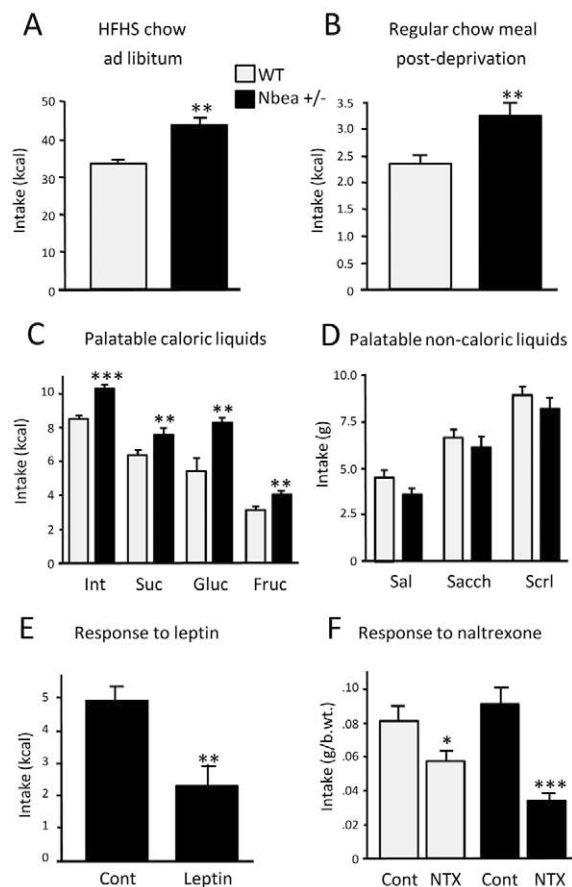 A
HFHS chow
ad libitum
WT
Nbea +/-
Intake (kcal)
50
40
30
20
10
0
**
B
Regular chow meal
post-deprivation
Intake (kcal)
3.5
3.0
2.5
2.0
1.5
1.0
0.5
0
**
C
Palatable caloric liquids
Intake (kcal)
10
8
6
4
2
0
***
**
**
**
Int Suc Gluc Fruc
D
Palatable non-caloric liquids
Intake (g)
10.0
7.5
5.0
2.5
0
Sal Sacch Scrl
E
Response to leptin
Intake (kcal)
5
4
3
2
1
0
**
Cont Leptin
F
Response to naltrexone
Intake (g/b.wt.)
.10
.08
.06
.04
.02
0
*
***
Cont NTX Cont NTX